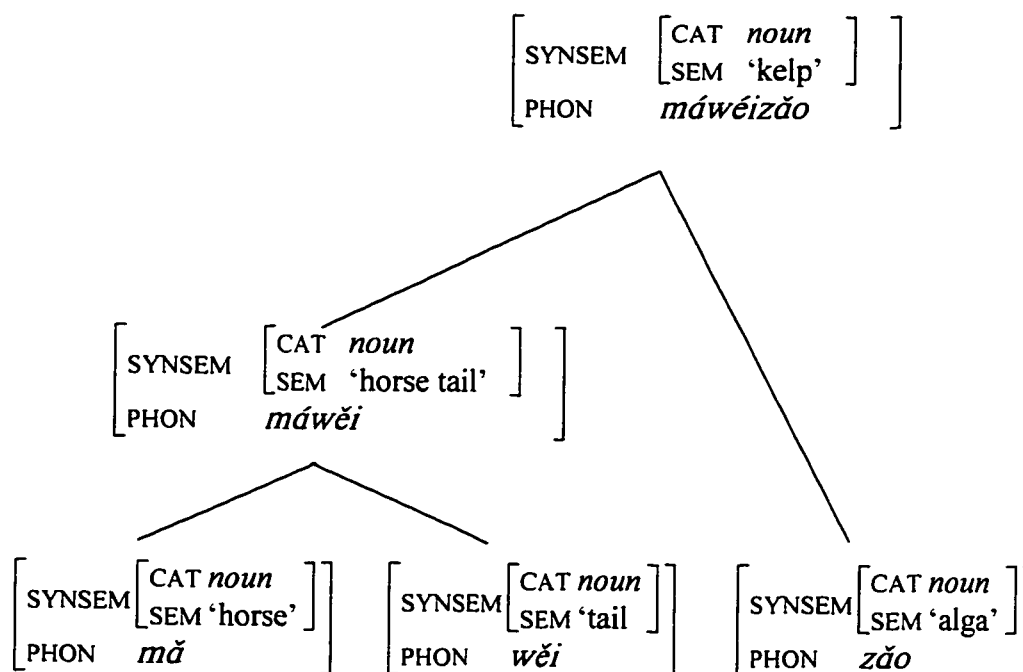 SYNSEM [CAT noun
SEM 'kelp']
PHON máwéizǎo
SYNSEM [CAT noun
SEM 'horse tail']
PHON máwěi
SYNSEM [CAT noun
SEM 'horse']
PHON mǎ
SYNSEM [CAT noun
SEM 'tail]
PHON wěi
SYNSEM [CAT noun
SEM 'alga']
PHON zǎo